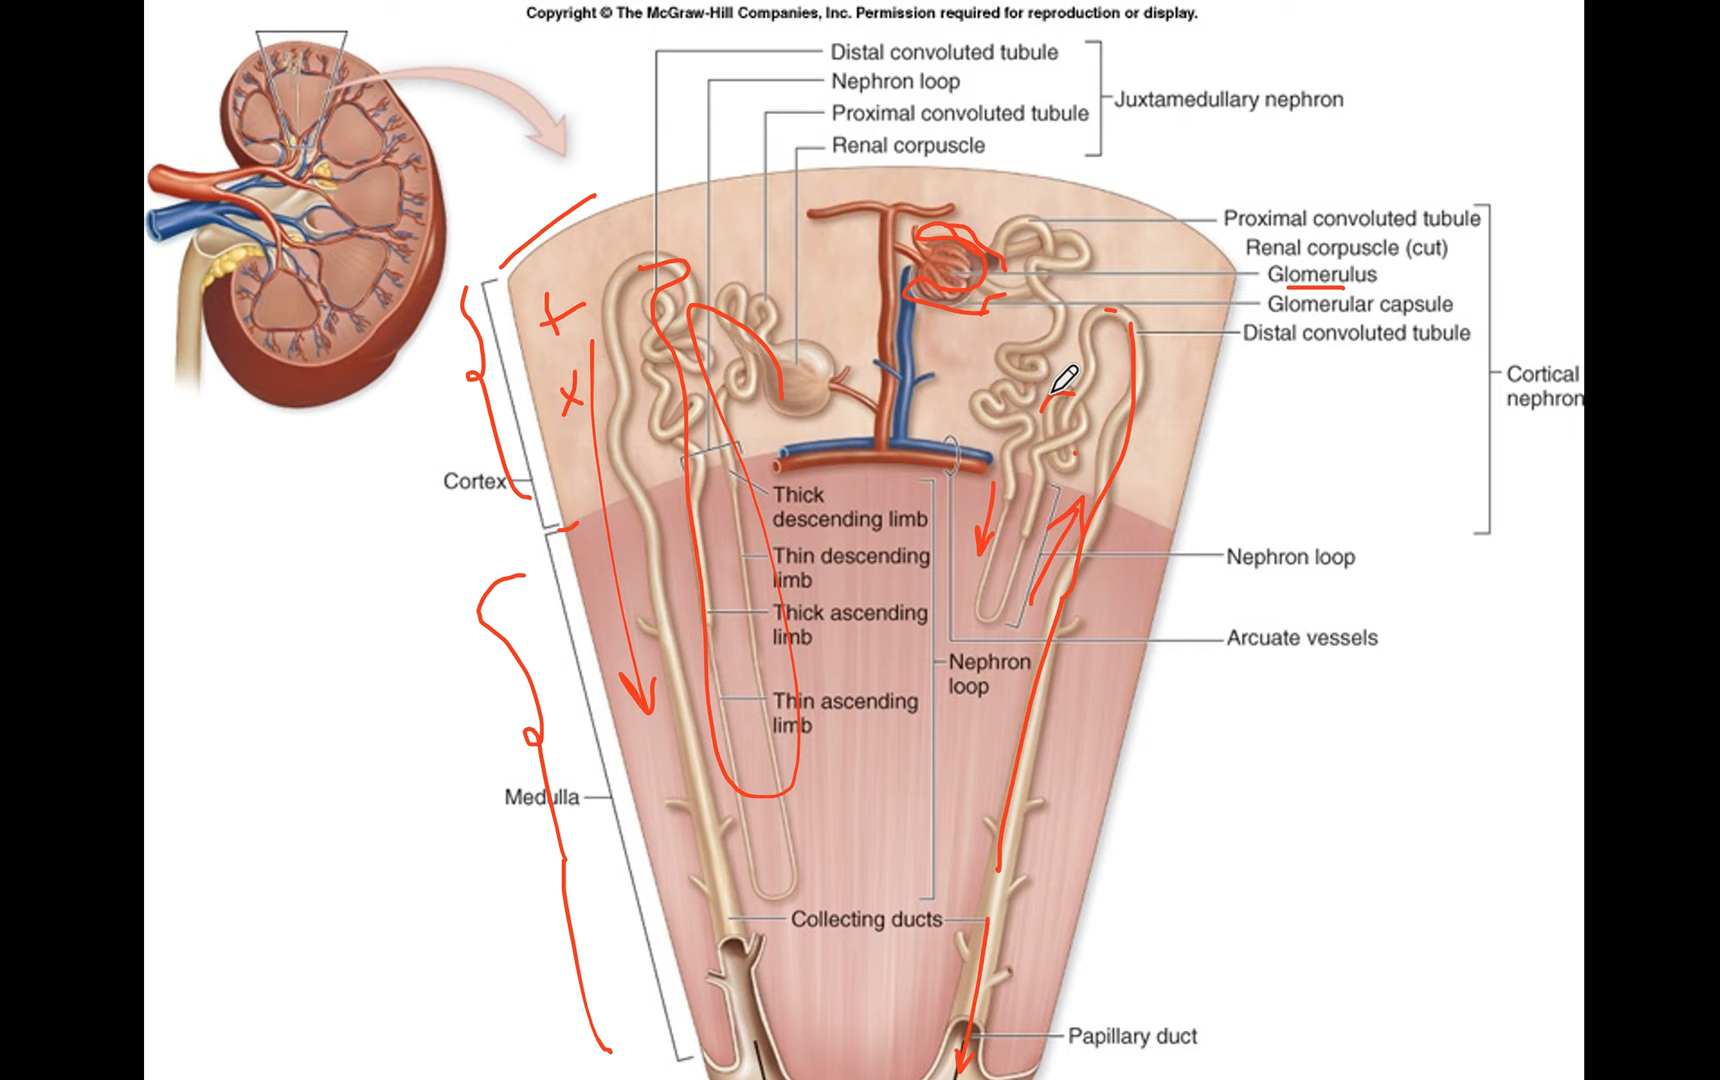 Copyright © The McGraw-Hill Companies, Inc. Permission required for reproduction or display.
Distal convoluted tubule
Nephron loop
Proximal convoluted tubule
Renal corpuscle
Juxtamedullary nephron
Proximal convoluted tubule
Renal corpuscle (cut)
Glomerulus
Glomerular capsule
Distal convoluted tubule
Cortical
nephron
Cortex
Thick
descending limb
Thin descending
limb
Thick ascending
limb
Thin ascending
limb
Nephron
loop
Nephron loop
Arcuate vessels
Medulla
Collecting ducts
Papillary duct